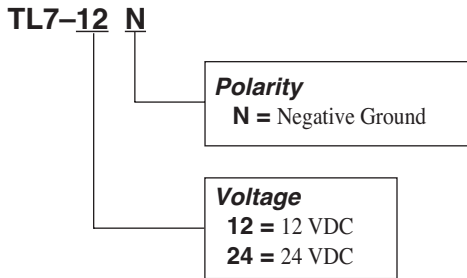 TL7–12 N
Polarity
N = Negative Ground
Voltage
12 = 12 VDC
24 = 24 VDC